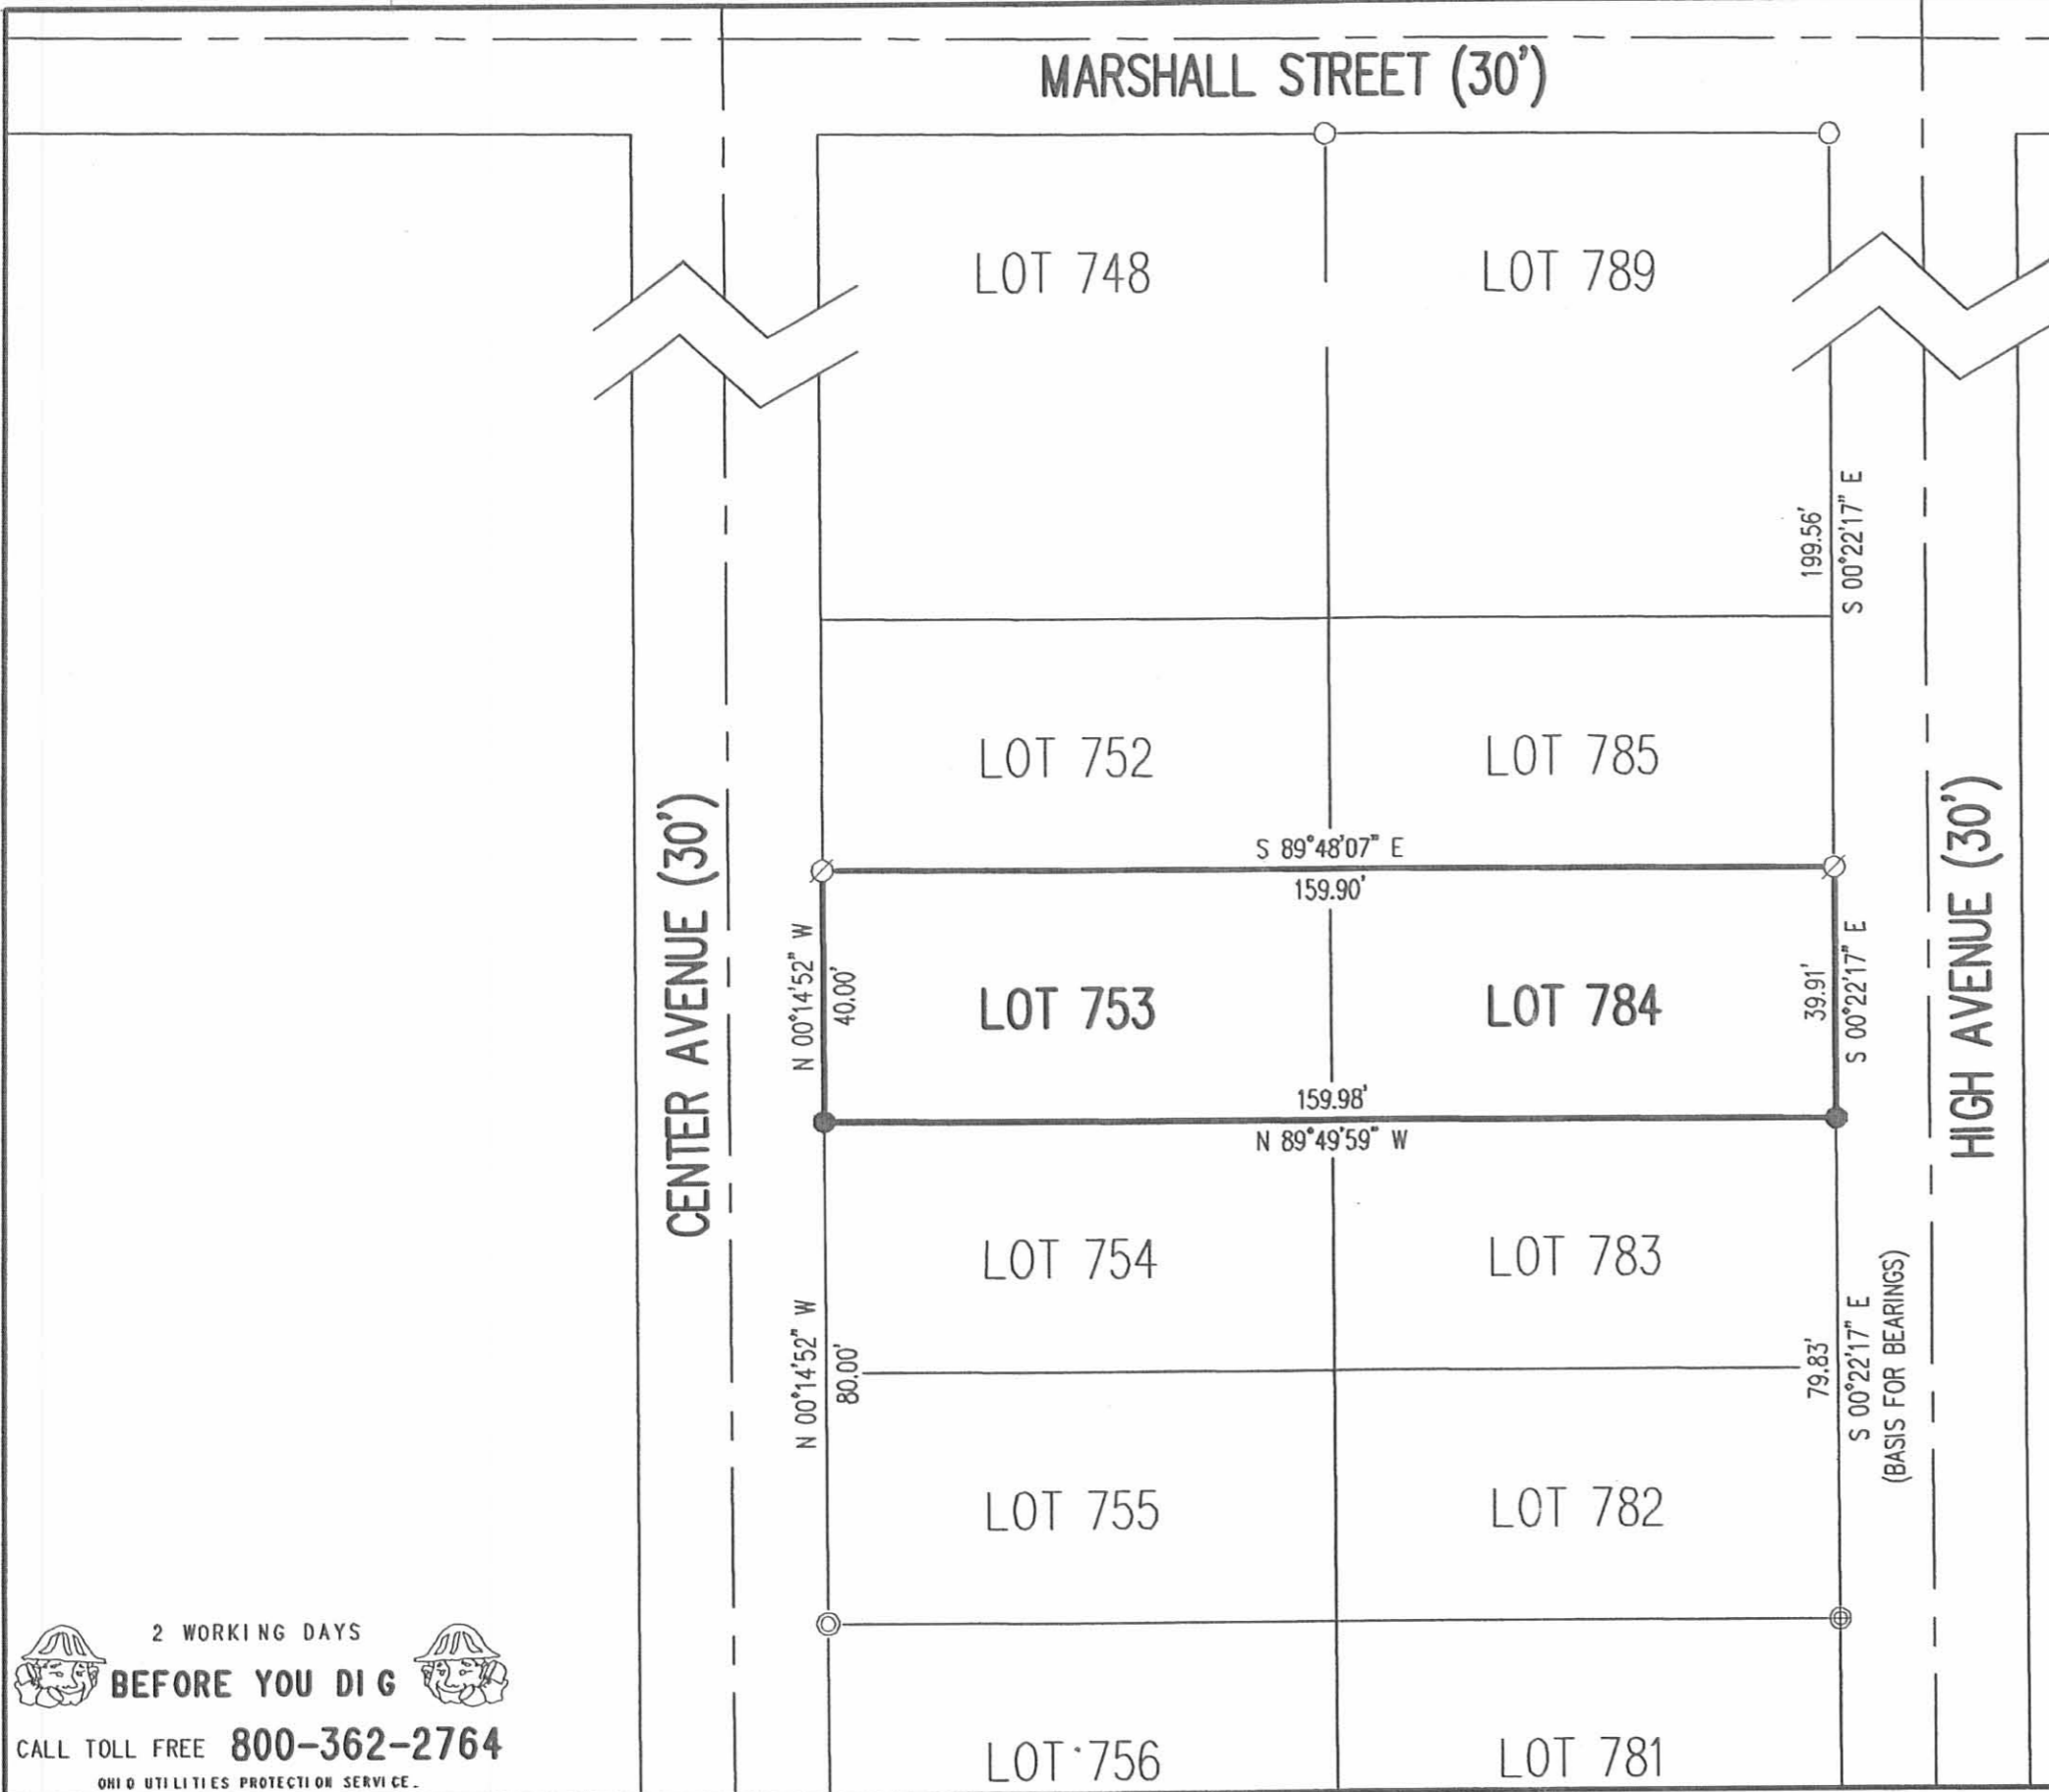 MARSHALL STREET (30')
LOT 748
LOT 789
199.56'
S 00°22'17" E
LOT 752
LOT 785
CENTER AVENUE (30')
HIGH AVENUE (30')
S 89°48'07" E
159.90'
N 00°14'52" W
40.00'
LOT 753
LOT 784
39.91'
S 00°22'17" E
159.98'
N 89°49'59" W
LOT 754
LOT 783
N 00°14'52" W
80.00'
79.83'
S 00°22'17" E
(BASIS FOR BEARINGS)
LOT 755
LOT 782
2 WORKING DAYS
BEFORE YOU DIG
CALL TOLL FREE 800-362-2764
OHIO UTILITIES PROTECTION SERVICE.
LOT 756
LOT 781